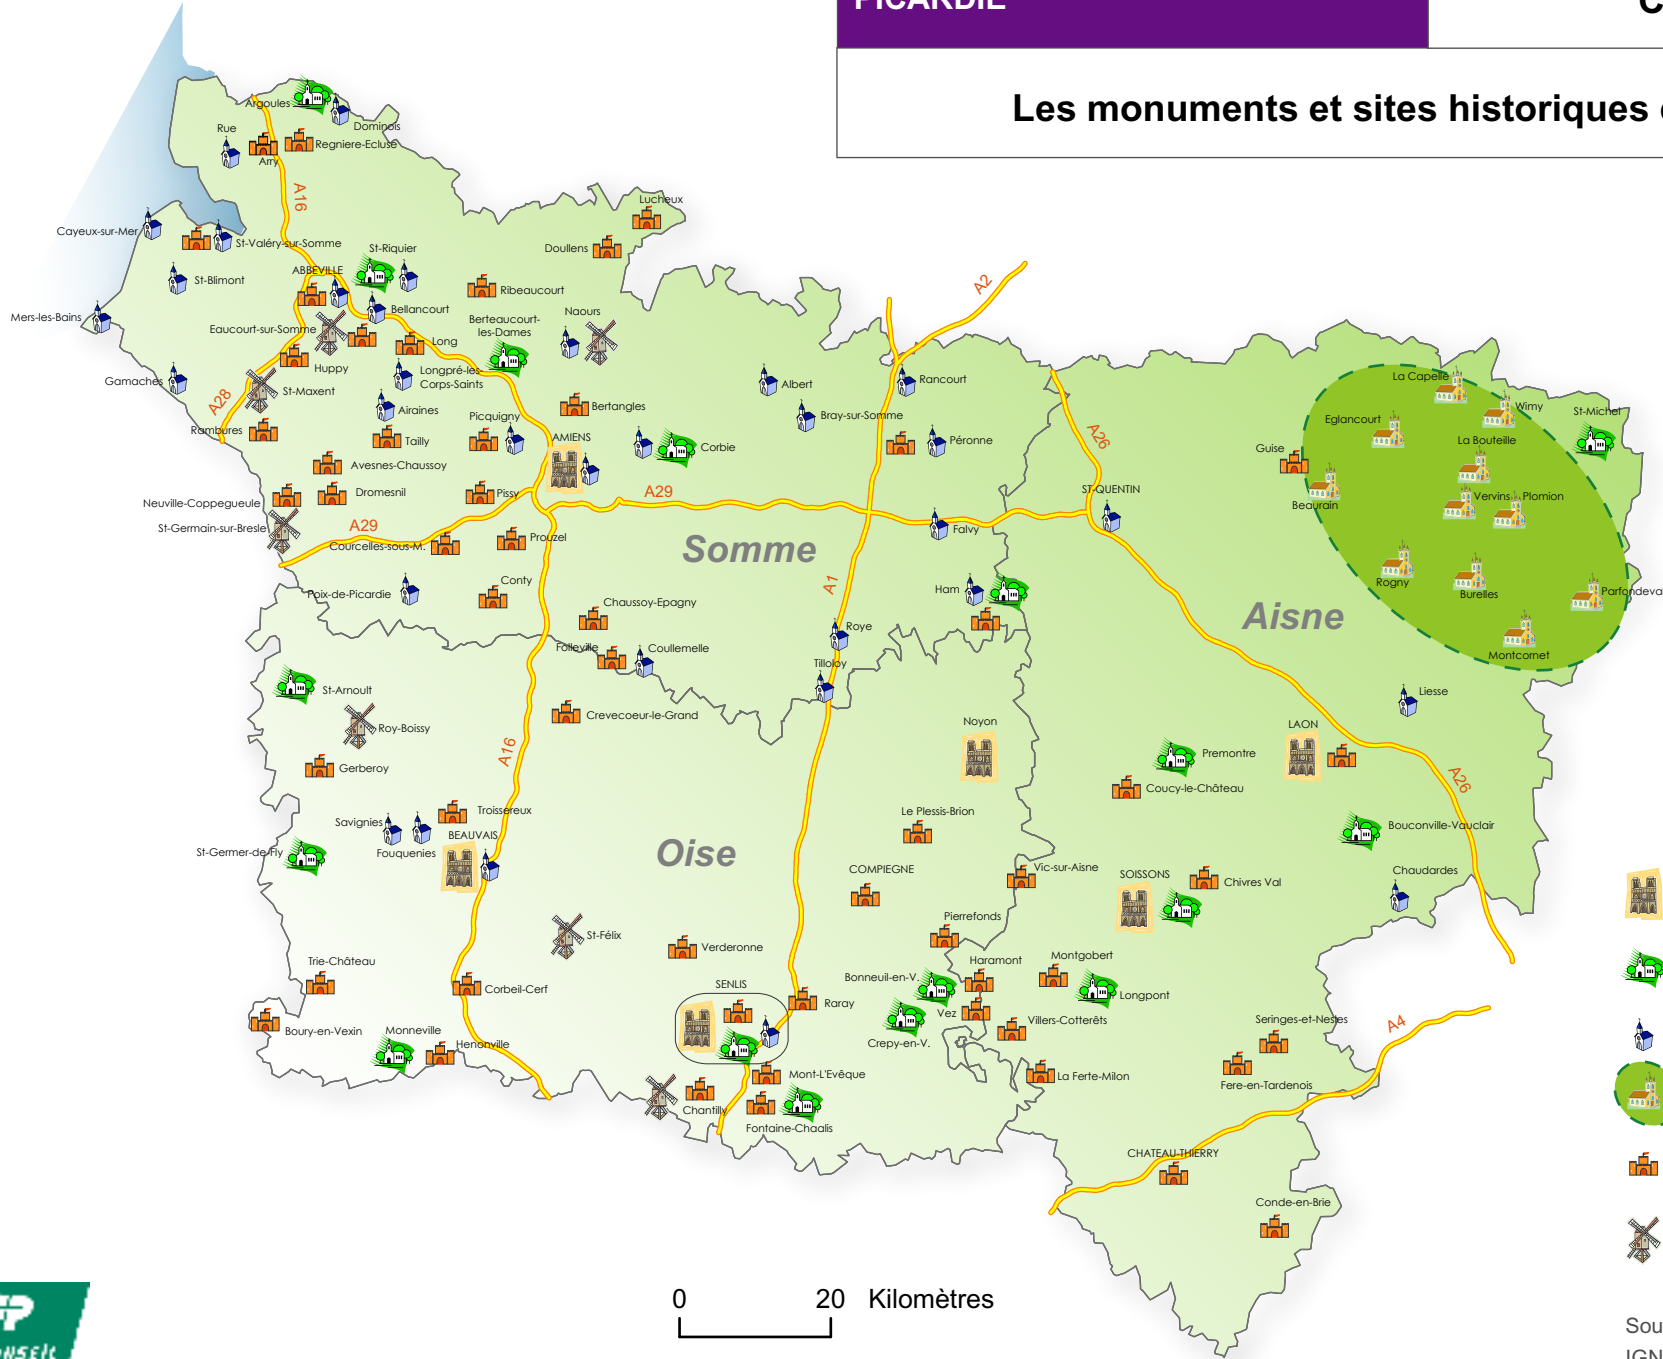 PICARDIE
Les monuments et sites historiques
Argoules
Dominois
Rue
Regniere-Ecluse
Arry
A16
Lucheux
Cayeux-sur-Mer
St-Valéry-sur-Somme
St-Riquier
Doullens
ABBEVILLE
St-Blimont
Ribeaucourt
A2
Mers-les-Bains
Bellancourt
Eaucourt-sur-Somme
Berteaucourt-
les-Dames
Naours
Long
Huppy
Gamaches
St-Maxent
Longpré-les-
Corps-Saints
Albert
Rancourt
La Capelle
A28
Airaines
Bertangles
Bray-sur-Somme
Wimy
St-Michel
Eglancourt
Rambures
Tailly
Picquigny
AMIENS
Corbie
Péronne
A26
La Bouteille
Guise
Avesnes-Chaussoy
Neuville-Coppegueule
Dromesnil
Pissy
A29
ST-QUENTIN
Beaurain
Vervins
Plomion
St-Germain-sur-Bresle
A29
Courcelles-sous-M.
Prouzel
Somme
Falvy
Poix-de-Picardie
Conty
A1
Ham
Rogny
Burelles
Chaussoy-Epagny
Aisne
Roye
Folleville
Coullemelle
Tilloloy
Montcornet
St-Arnoult
Liesse
Roy-Boissy
Crevecoeur-le-Grand
Noyon
LAON
A16
Premontre
Gerberoy
Coucy-le-Château
A26
Troissereux
Le Plessis-Brion
Savignies
BEAUVAIS
Bouconville-Vauclair
St-Germer-de-Fly
Fouquenies
Oise
COMPIEGNE
Vic-sur-Aisne
SOISSONS
Chivres Val
Chaudardes
St-Félix
Pierrefonds
Verderonne
Trie-Château
Haramont
Montgobert
Bonneuil-en-V.
Corbeil-Cerf
SENLIS
Raray
Longpont
Vez
Boury-en-Vexin
Monneville
Henonville
Crepy-en-V.
Villers-Cotterêts
Seringes-et-Nesles
A4
Mont-L'Evêque
La Ferte-Milon
Fere-en-Tardenois
Chantilly
Fontaine-Chaalis
CHATEAU-THIERRY
Conde-en-Brie
0 20 Kilomètres
IGN